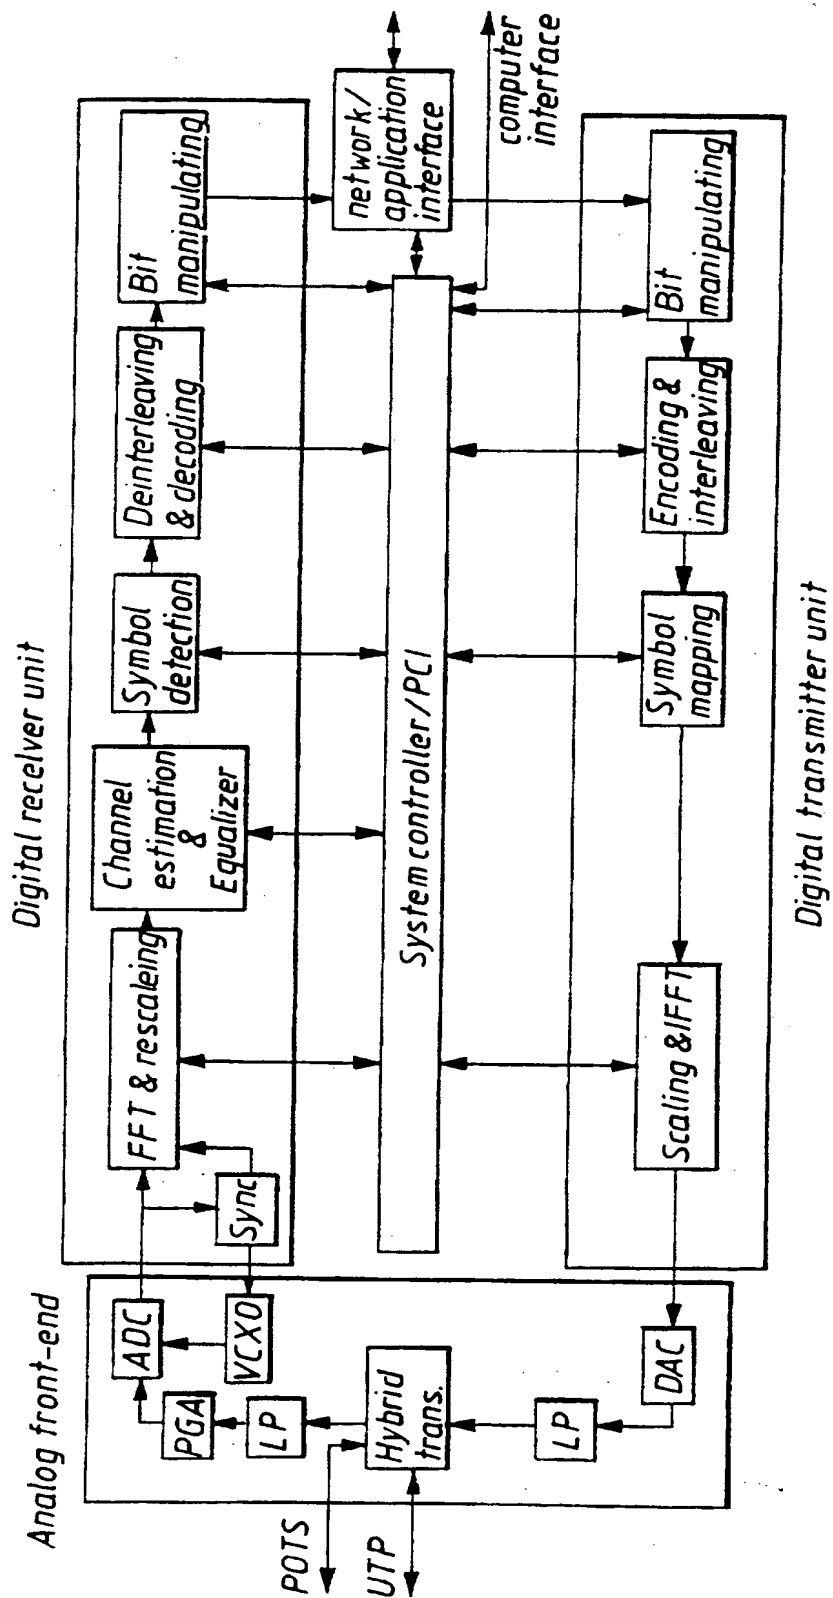 Analog front-end
POTS
UTP
Hybrid
trans.
LP
PGA
ADC
VCXO
LP
DAC
Digital receiver unit
Sync
FFT & rescaleing
Channel
estimation
&
Equalizer
Symbol
detection
Deinterleaving
& decoding
Bit
manipulating
System controller/PCI
network/
application
interface
computer
interface
Scaling & IFFT
Symbol
mapping
Encoding &
interleaving
Bit
manipulating
Digital transmitter unit